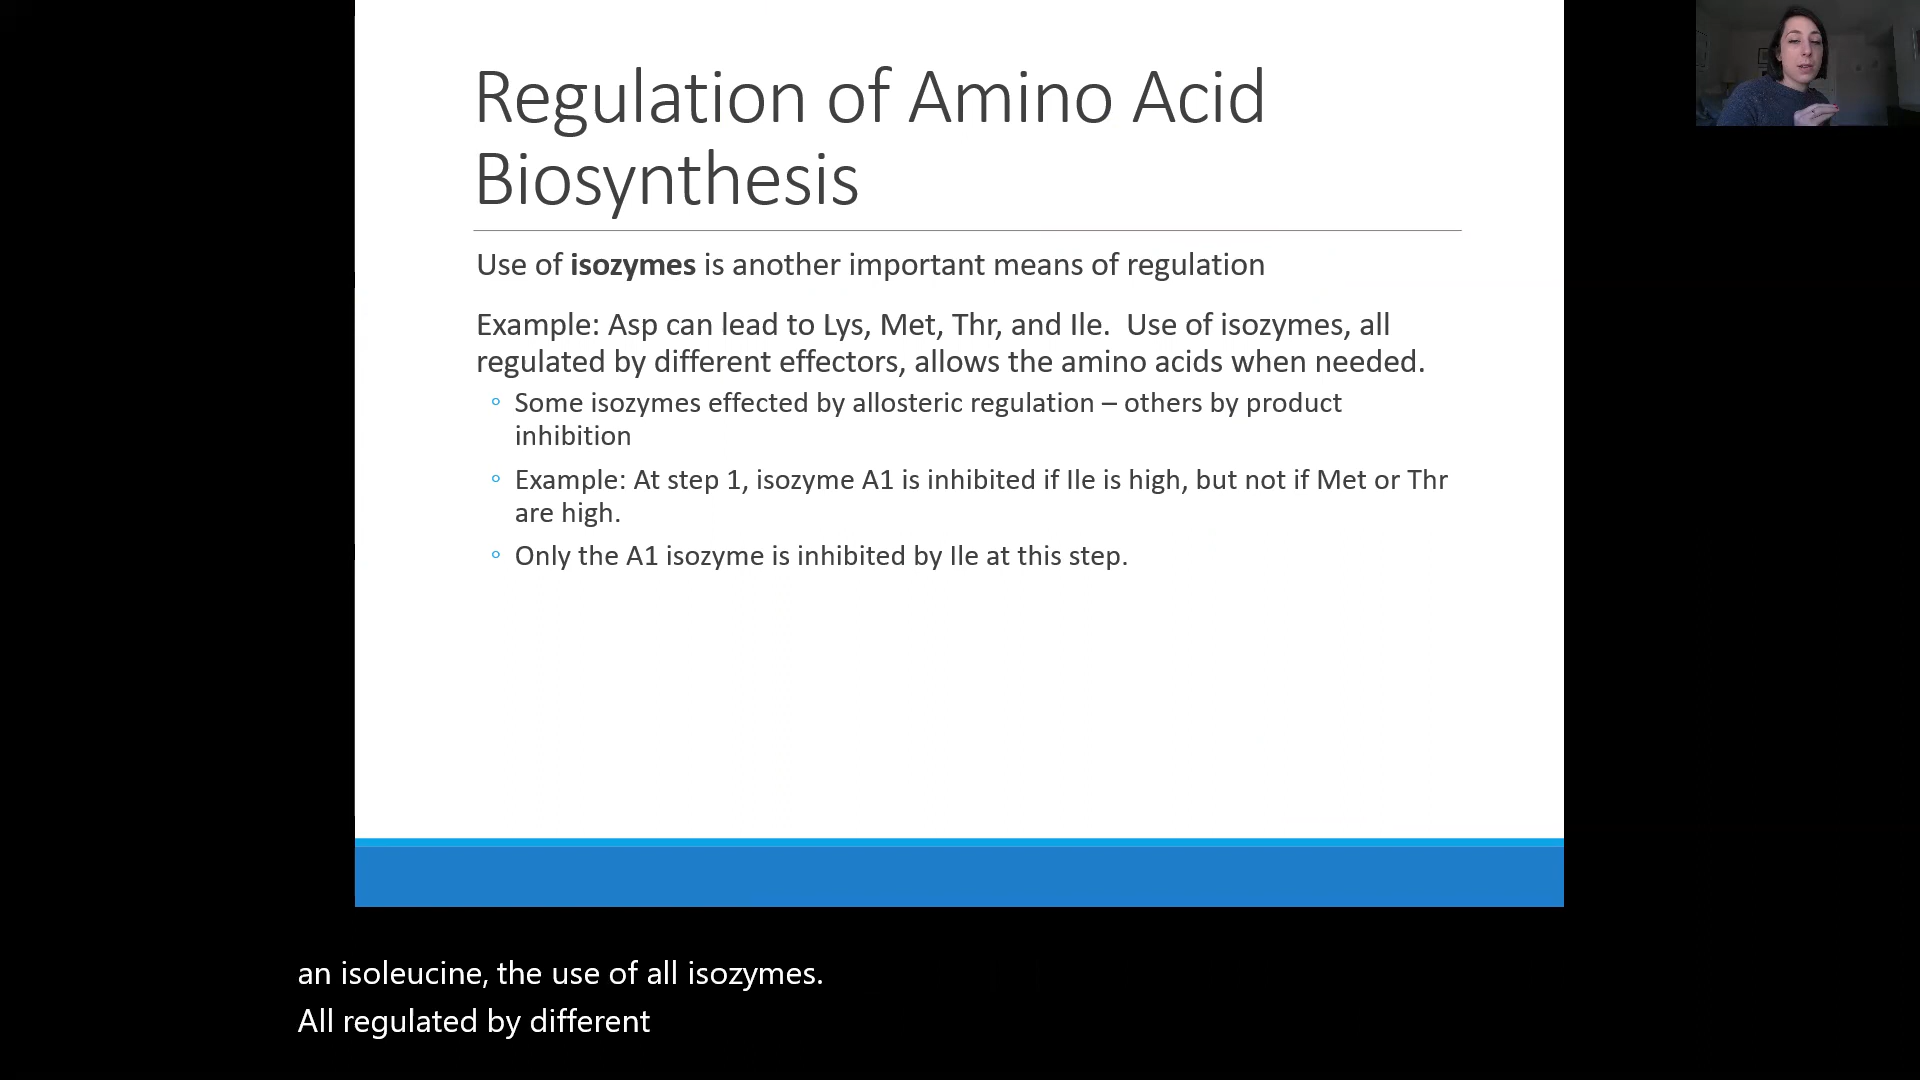 Regulation of Amino Acid
Biosynthesis
Use of isozymes is another important means of regulation
Example: Asp can lead to Lys, Met, Thr, and Ile.  Use of isozymes, all
regulated by different effectors, allows the amino acids when needed.
◦ Some isozymes effected by allosteric regulation – others by product
inhibition
◦ Example: At step 1, isozyme A1 is inhibited if Ile is high, but not if Met or Thr
are high.
◦ Only the A1 isozyme is inhibited by Ile at this step.
an isoleucine, the use of all isozymes.
All regulated by different